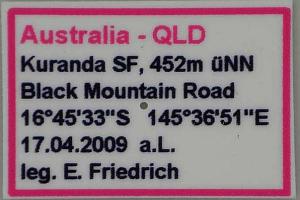 Australia - QLD
Kuranda SF, 452m üNN
Black Mountain Road
16°45'33"S 145°36'51"E
17.04.2009 a.L.
leg. E. Friedrich